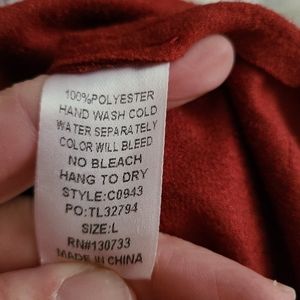 100%POLYESTER
HAND WASH COLD
WATER SEPARATELY
COLOR WILL BLEED
NO BLEACH
HANG TO DRY
STYLE:C0943
PO:TL32794
SIZE:L
RN#130733
MADE IN CHINA